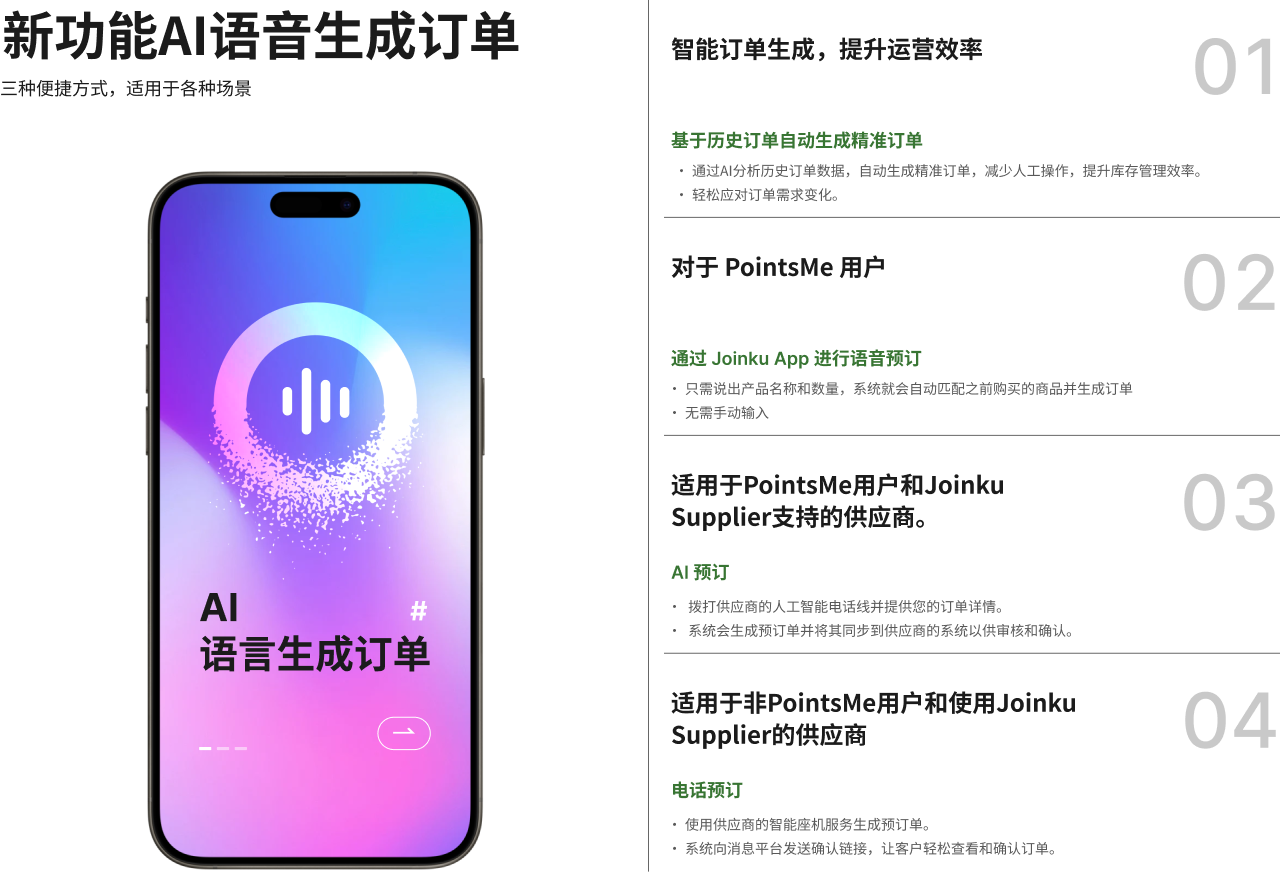 新功能AI语音生成订单
三种便捷方式，适用于各种场景
AI
#
语言生成订单
智能订单生成，提升运营效率
01
基于历史订单自动生成精准订单
• 通过AI分析历史订单数据，自动生成精准订单，减少人工操作，提升库存管理效率。
• 轻松应对订单需求变化。
对于 PointsMe 用户
02
通过 Joinku App 进行语音预订
• 只需说出产品名称和数量，系统就会自动匹配之前购买的商品并生成订单
• 无需手动输入
适用于PointsMe用户和Joinku
Supplier支持的供应商。
03
AI 预订
• 拨打供应商的人工智能电话线并提供您的订单详情。
• 系统会生成预订单并将其同步到供应商的系统以供审核和确认。
适用于非PointsMe用户和使用Joinku
Supplier的供应商
04
电话预订
• 使用供应商的智能座机服务生成预订单。
• 系统向消息平台发送确认链接，让客户轻松查看和确认订单。